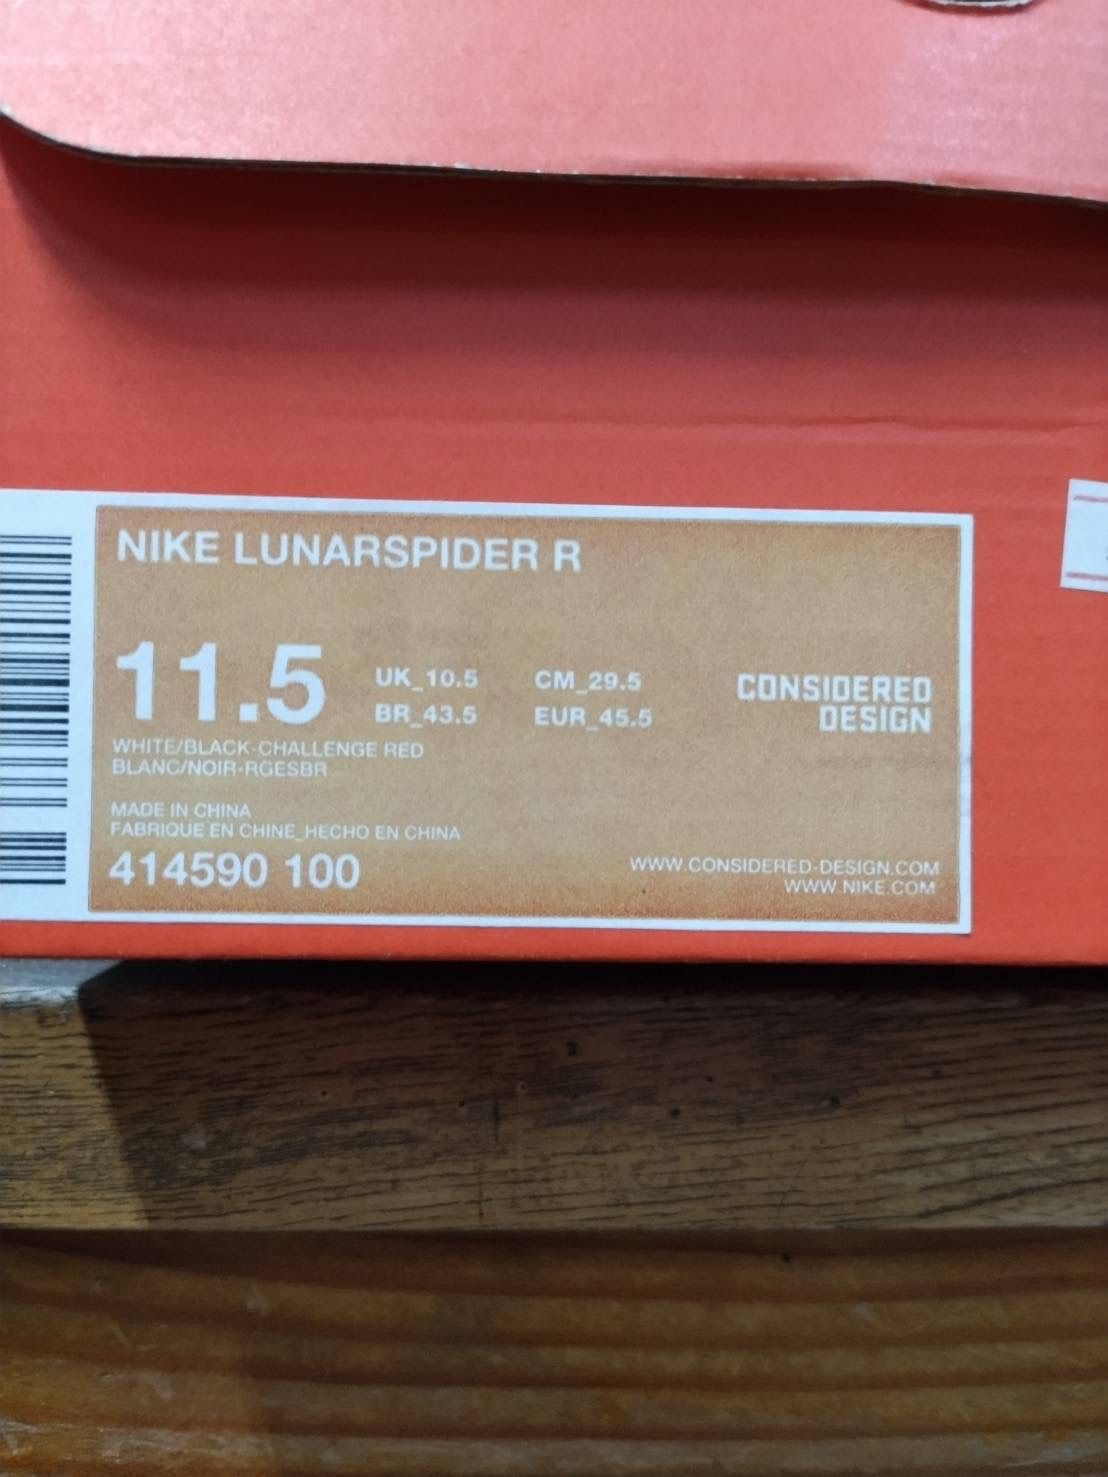 NIKE LUNARSPIDER R
11.5
UK_10.5 CM_29.5
BR_43.5 EUR_45.5
CONSIDERED
DESIGN
WHITE/BLACK-CHALLENGE RED
BLANC/NOIR-RGESBR
MADE IN CHINA
FABRIQUE EN CHINE_HECHO EN CHINA
414590 100
WWW.CONSIDERED-DESIGN.COM
WWW.NIKE.COM